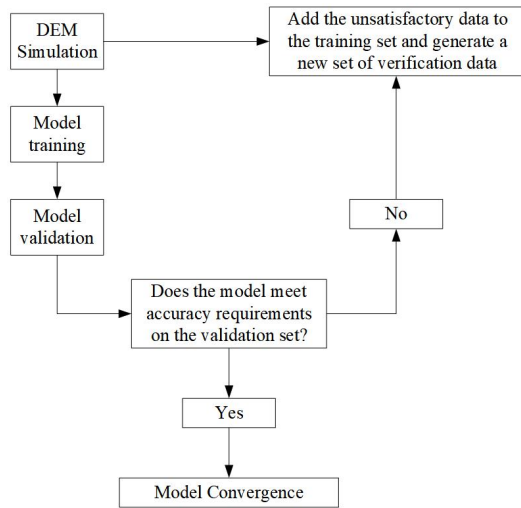 DEM
Simulation
Add the unsatisfactory data to
the training set and generate a
new set of verification data
Model
training
Model
validation
No
Does the model meet
accuracy requirements
on the validation set?
Yes
Model Convergence